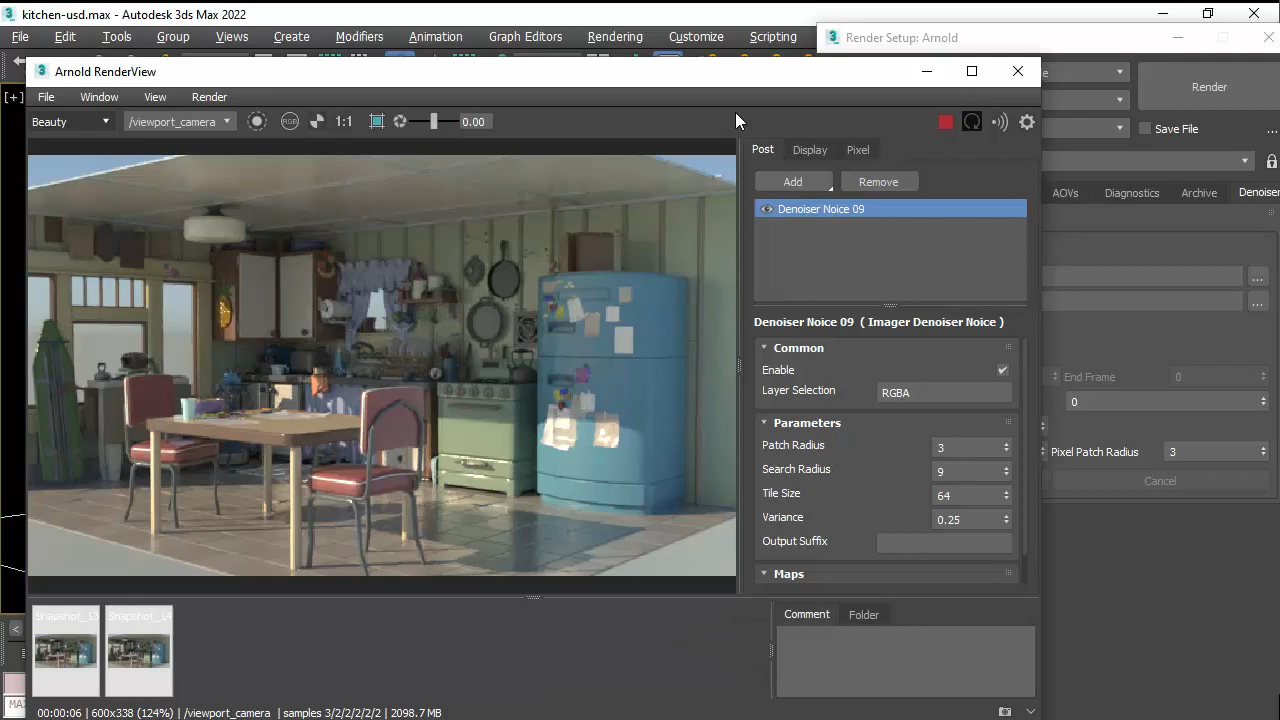 kitchen-usd.max - Autodesk 3ds Max 2022
File Edit Tools Group Views Create Modifiers Animation Graph Editors Rendering Customize Scripting
Render Setup: Arnold
[+]
Arnold RenderView
Render
File Window View Render
Beauty /viewport_camera RGB 1:1 0.00
Save File
...
Post Display Pixel
Add Remove
AOVs Diagnostics Archive Denoiser
Denoiser Noice 09
...
...
Denoiser Noice 09 ( Imager Denoiser Noice )
Common
Enable
Layer Selection RGBA
End Frame 0
0
Parameters
Patch Radius 3
Pixel Patch Radius 3
Search Radius 9
Cancel
Tile Size 64
Variance 0.25
Output Suffix
Maps
Snapshot_13 Snapshot_14
Comment Folder
<
MA
00:00:06 | 600x338 (124%) | /viewport_camera | samples 3/2/2/2/2/2 | 2098.7 MB